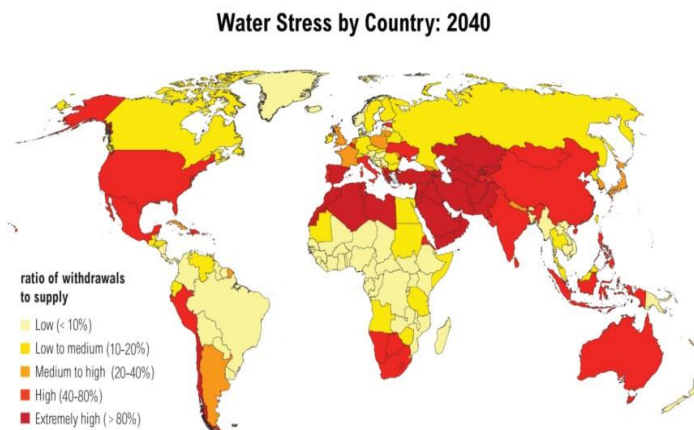 Water Stress by Country: 2040
ratio of withdrawals
to supply
Low (< 10%)
Low to medium (10-20%)
Medium to high (20-40%)
High (40-80%)
Extremely high (> 80%)